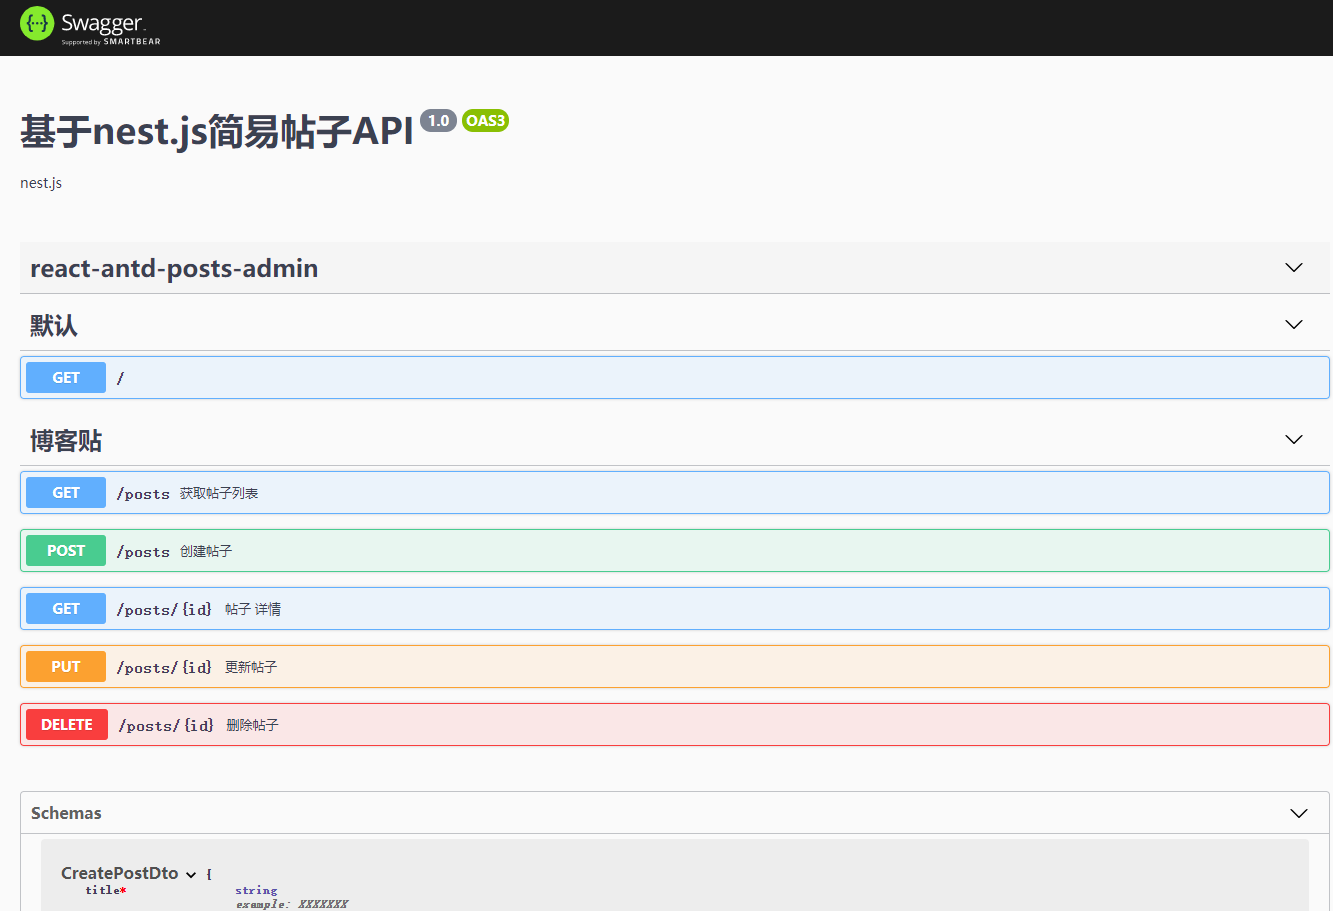 {···} Swagger.
Supported by SMARTBEAR
基于nest.js简易帖子API 1.0 OAS3
nest.js
react-antd-posts-admin
默认
GET /
博客贴
GET /posts 获取帖子列表
POST /posts 创建帖子
GET /posts/{id} 帖子 详情
PUT /posts/{id} 更新帖子
DELETE /posts/{id} 删除帖子
Schemas
CreatePostDto {
title* string
example: XXXXXXX